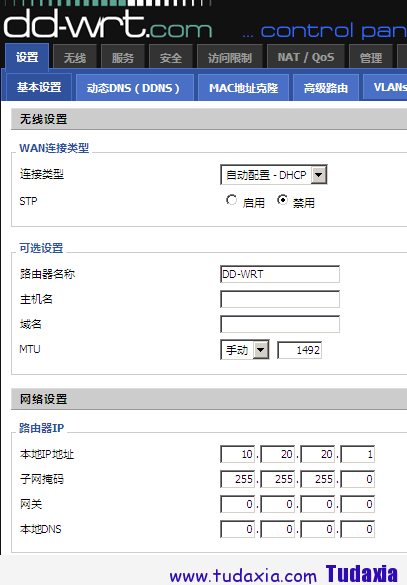 dd-wrt.com ... control pan
设置 无线 服务 安全 访问限制 NAT / QoS 管理
基本设置 动态DNS（DDNS） MAC地址克隆 高级路由 VLANs
无线设置
WAN连接类型
连接类型 自动配置 - DHCP
STP 启用 禁用
可选设置
路由器名称 DD-WRT
主机名
域名
MTU 手动 1492
网络设置
路由器IP
本地IP地址 10. 20. 20. 1
子网掩码 255. 255. 255. 0
网关 0. 0. 0. 0
本地DNS 0. 0. 0. 0
www.tudaxia.com Tudaxia